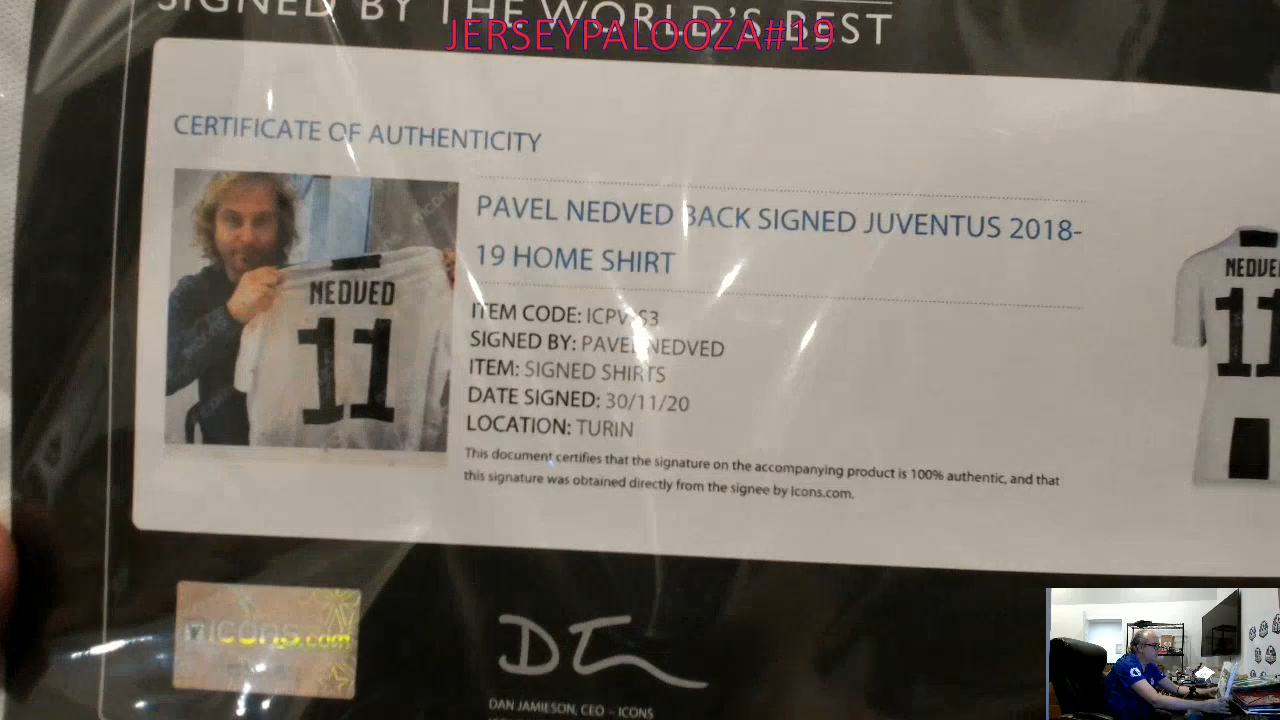 SIGNED BY THE WORLD'S BEST
JERSEYPALOOZA#19
CERTIFICATE OF AUTHENTICITY
PAVEL NEDVED BACK SIGNED JUVENTUS 2018-
19 HOME SHIRT
NEDVED
11
ITEM CODE:
SIGNED BY: PAVEL NEDVED
ITEM: SIGNED SHIRTS
DATE SIGNED: 30/11/20
LOCATION: TURIN
This document certifies that the signature on the accompanying product is 100% authentic, and that
this signature was obtained directly from the signee by Icons.com.
NEDVE
11
icons.com
DAN JAMIESON, CEO – ICONS